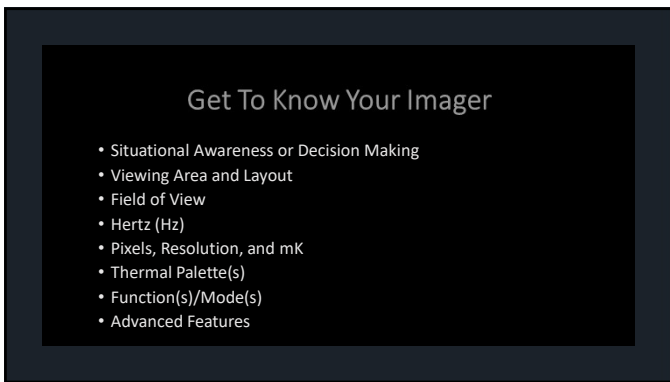 Get To Know Your Imager
• Situational Awareness or Decision Making
• Viewing Area and Layout
• Field of View
• Hertz (Hz)
• Pixels, Resolution, and mK
• Thermal Palette(s)
• Function(s)/Mode(s)
• Advanced Features